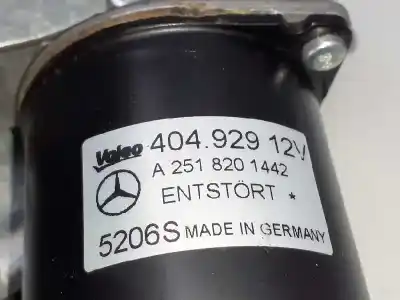 Valeo 404.929 12V
A 251 820 1442
ENTSTÖRT *
5206S MADE IN GERMANY